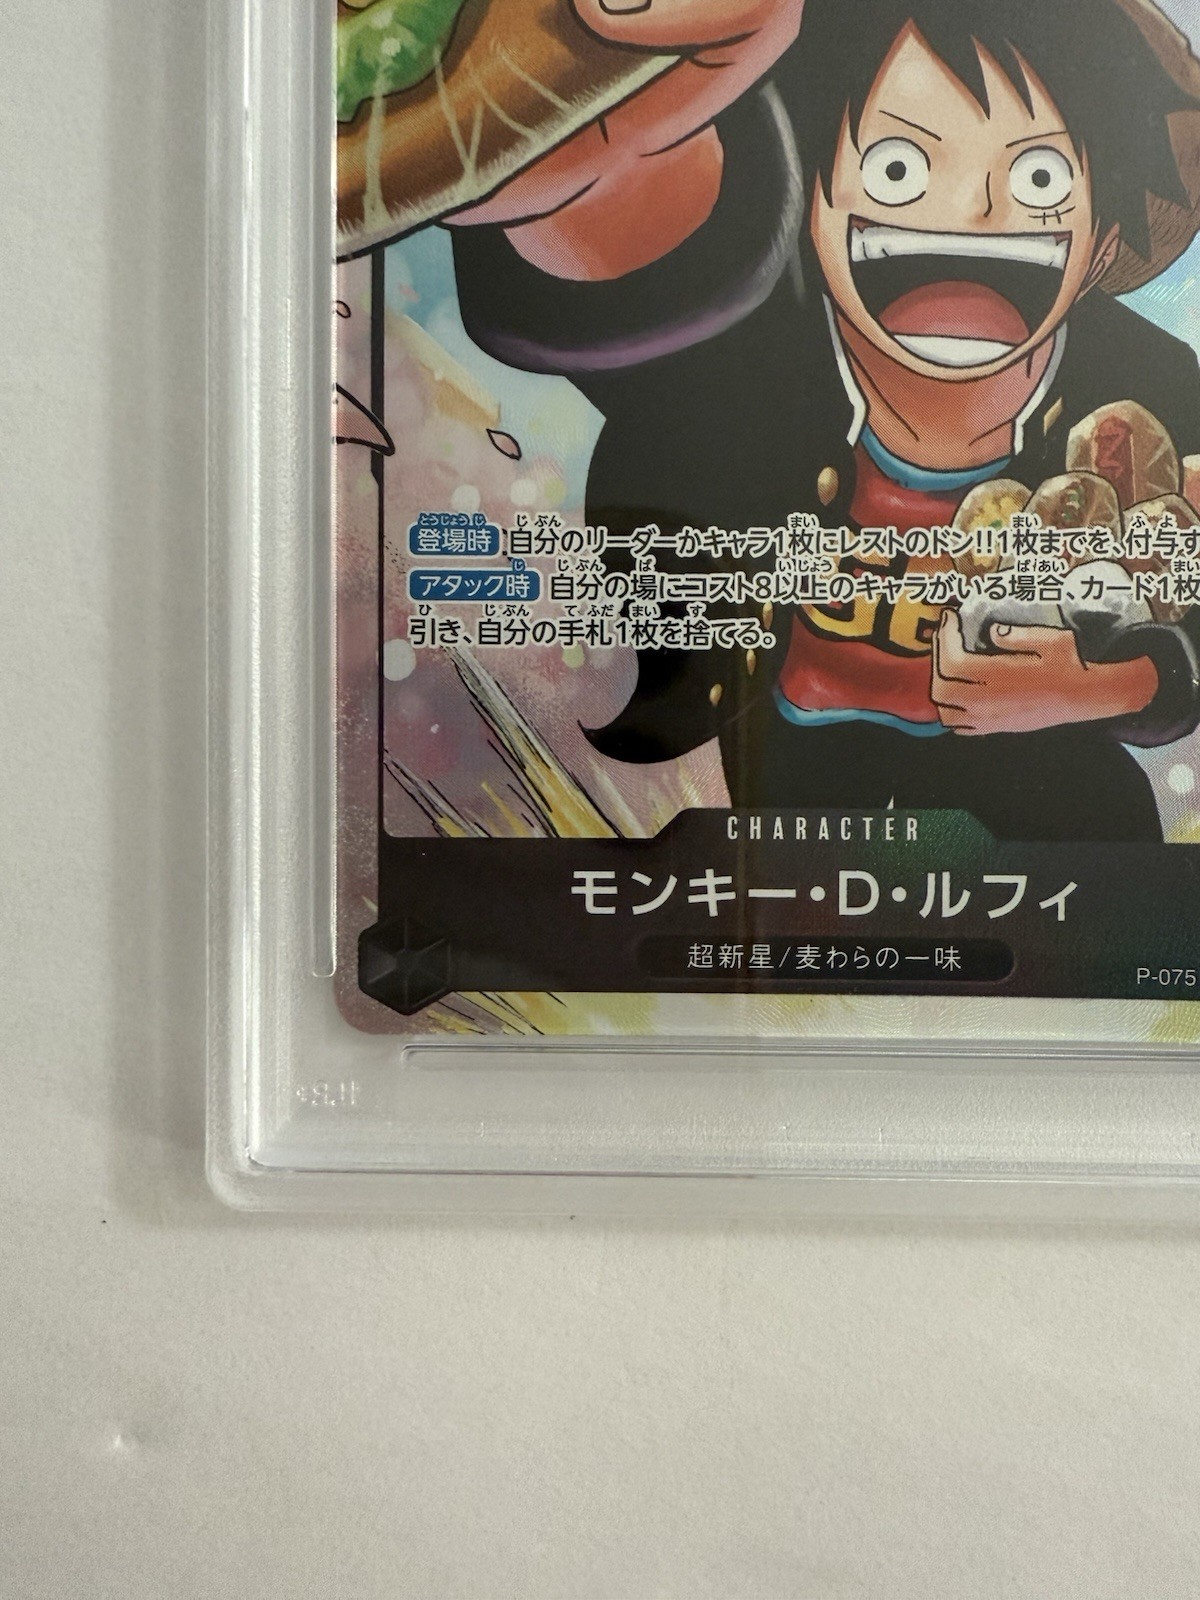 登場時 自分のリーダーかキャラ1枚にレストのドン!!1枚までを、付与す
アタック時 自分の場にコスト8以上のキャラがいる場合、カード1枚
引き、自分の手札1枚を捨てる。
CHARACTER
モンキー・D・ルフィ
超新星/麦わらの一味
P-075